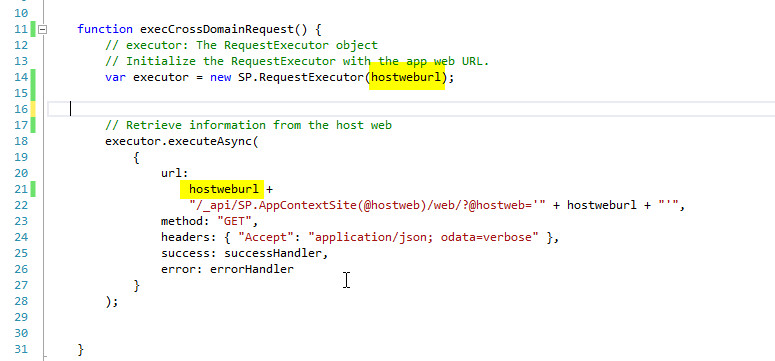 10
11 function execCrossDomainRequest() {
12 // executor: The RequestExecutor object
13 // Initialize the RequestExecutor with the app web URL.
14 var executor = new SP.RequestExecutor(hostweburl);
15
16
17 // Retrieve information from the host web
18 executor.executeAsync(
19 {
20 url:
21 hostweburl +
22 "/_api/SP.AppContextSite(@hostweb)/web/?@hostweb='" + hostweburl + "'",
23 method: "GET",
24 headers: { "Accept": "application/json; odata=verbose" },
25 success: successHandler,
26 error: errorHandler
27 }
28 );
29
30
31 }